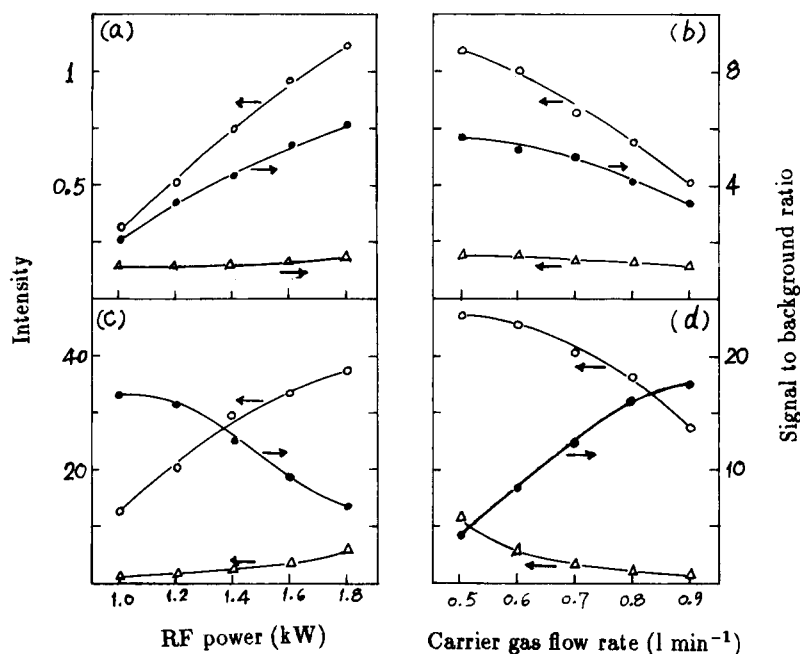 (a)
(b)
1
0.5
8
4
Intensity
Signal to background ratio
(c)
(d)
40
20
20
10
1.0 1.2 1.4 1.6 1.8
0.5 0.6 0.7 0.8 0.9
RF power (kW)
Carrier gas flow rate (l min⁻¹)